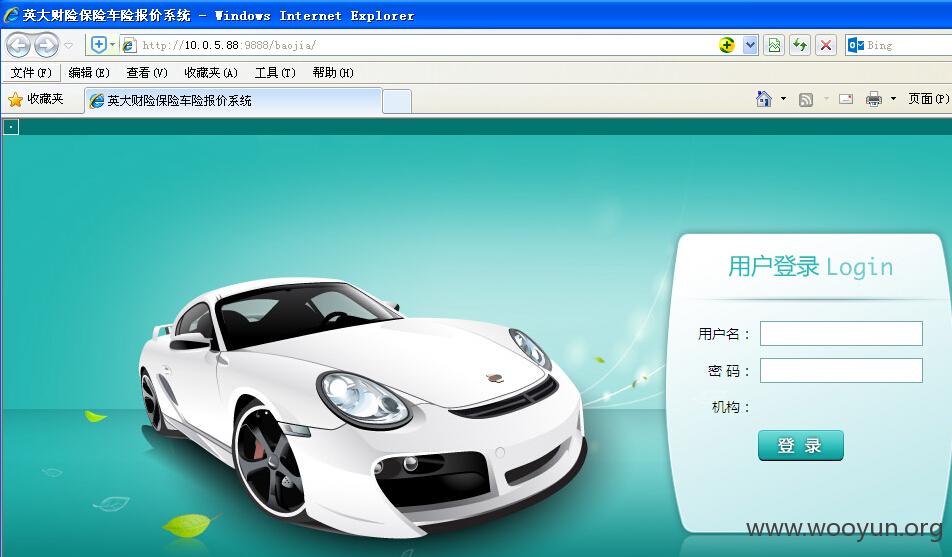 英大财险保险车险报价系统 - Windows Internet Explorer
http://10.0.5.88:9888/baojia/
Bing
文件(F) 编辑(E) 查看(V) 收藏夹(A) 工具(T) 帮助(H)
收藏夹 英大财险保险车险报价系统 页面(P)
用户登录 Login
用户名：
密 码：
机构：
登 录
www.wooyun.org